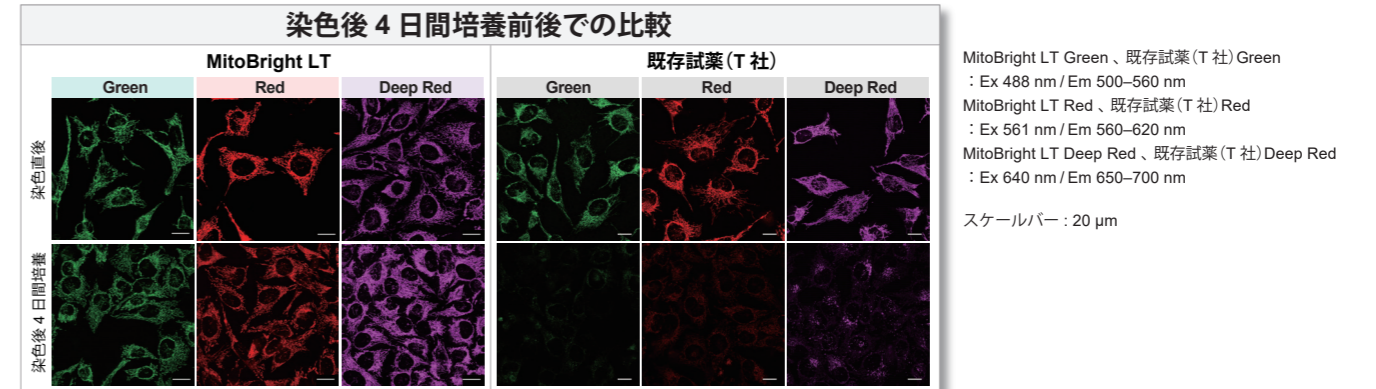 染色後 4 日間培養前後での比較
MitoBright LT
既存試薬（T 社）
Green
Red
Deep Red
Green
Red
Deep Red
染色直後
染色後 4 日間培養
MitoBright LT Green 、既存試薬（T 社）Green
：Ex 488 nm / Em 500–560 nm
MitoBright LT Red 、既存試薬（T 社）Red
：Ex 561 nm / Em 560–620 nm
MitoBright LT Deep Red 、既存試薬（T 社）Deep Red
：Ex 640 nm / Em 650–700 nm
スケールバー : 20 μm